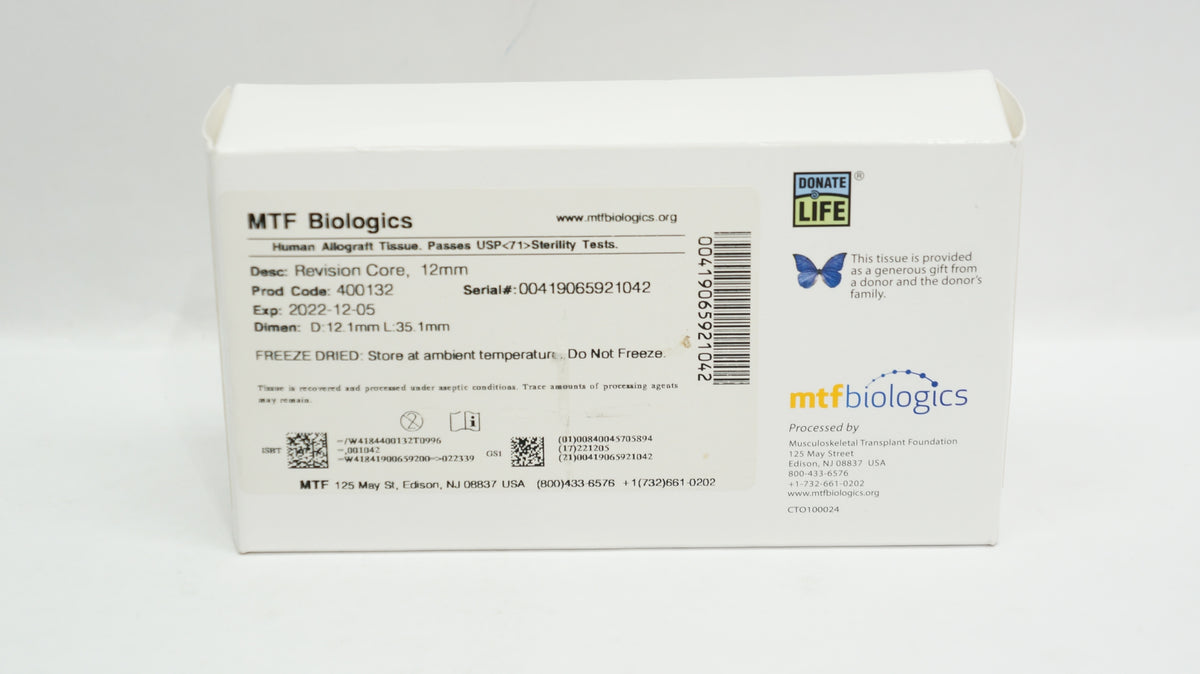 MTF Biologics
www.mtfbiologics.org
Human Allograft Tissue. Passes USP<71>Sterility Tests.
Desc: Revision Core, 12mm
Prod Code: 400132
Serial#:00419065921042
Exp: 2022-12-05
Dimen: D:12.1mm L:35.1mm
FREEZE DRIED: Store at ambient temperature. Do Not Freeze.
Tissue is recovered and processed under aseptic conditions. Trace amounts of processing agents
may remain.
ISBT
=/W4184400132T0996
=,001042
=W41841900659200=>022339
GS1
(01)00840045705894
(17)221205
(21)00419065921042
MTF 125 May St, Edison, NJ 08837 USA (800)433-6576 +1(732)661-0202
00419065921042
DONATE
LIFE
®
This tissue is provided
as a generous gift from
a donor and the donor's
family.
mtfbiologics
Processed by
Musculoskeletal Transplant Foundation
125 May Street
Edison, NJ 08837 USA
800-433-6576
+1-732-661-0202
www.mtfbiologics.org
CTO100024